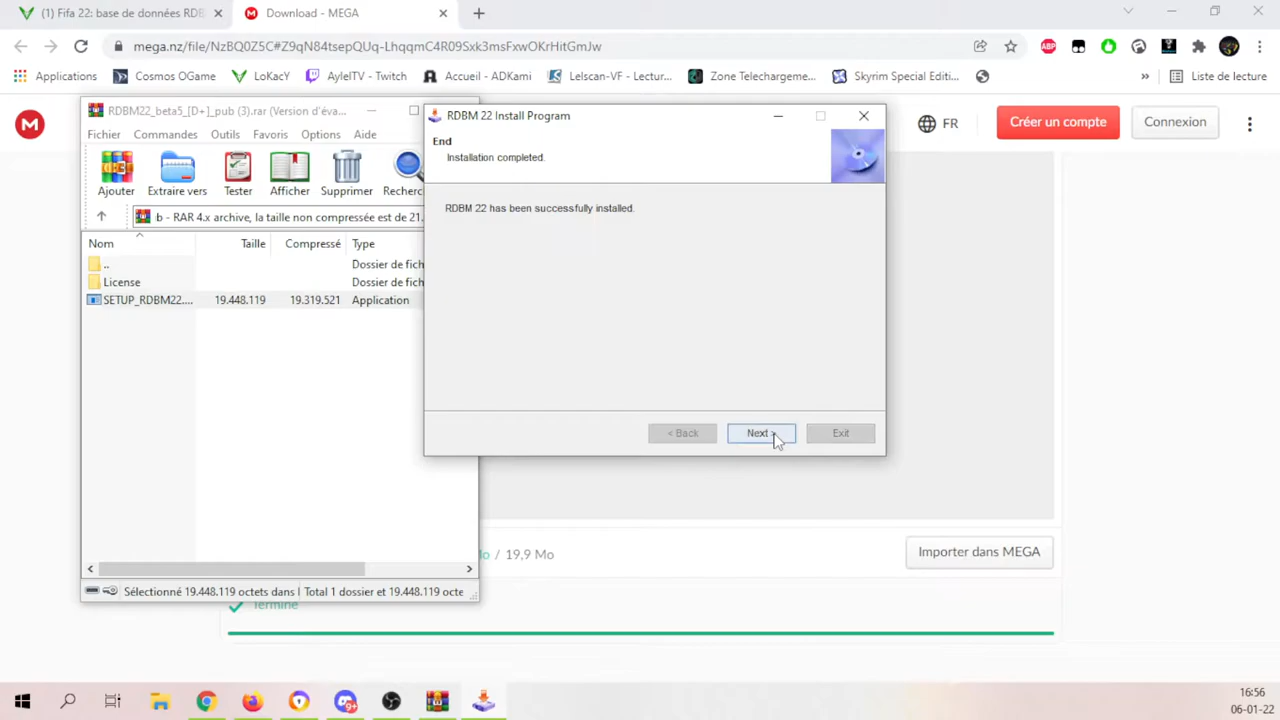 (1) Fifa 22: base de données RDB
Download - MEGA
mega.nz/file/NzBQ0Z5C#Z9qN84tsepQUq-LhqqmC4R09Sxk3msFxwOKrHitGmJw
ABP
Applications
Cosmos OGame
LoKacY
AylelTV - Twitch
Accueil - ADKami
Lelscan-VF - Lectur...
Zone Telechargeme...
Skyrim Special Editi...
»
Liste de lecture
M
FR
Créer un compte
Connexion
RDBM22_beta5_[D+]_pub (3).rar (Version d'éva...
Fichier
Commandes
Outils
Favoris
Options
Aide
Ajouter
Extraire vers
Tester
Afficher
Supprimer
Recherc
b - RAR 4.x archive, la taille non compressée est de 21.
Nom
Taille
Compressé
Type
..
Dossier de fich
License
Dossier de fich
SETUP_RDBM22....
19.448.119
19.319.521
Application
Sélectionné 19.448.119 octets dans
Total 1 dossier et 19.448.119 octe
RDBM 22 Install Program
End
Installation completed.
RDBM 22 has been successfully installed.
< Back
Next >
Exit
Mo / 19,9 Mo
Importer dans MEGA
Terminé
9+
16:56
06-01-22